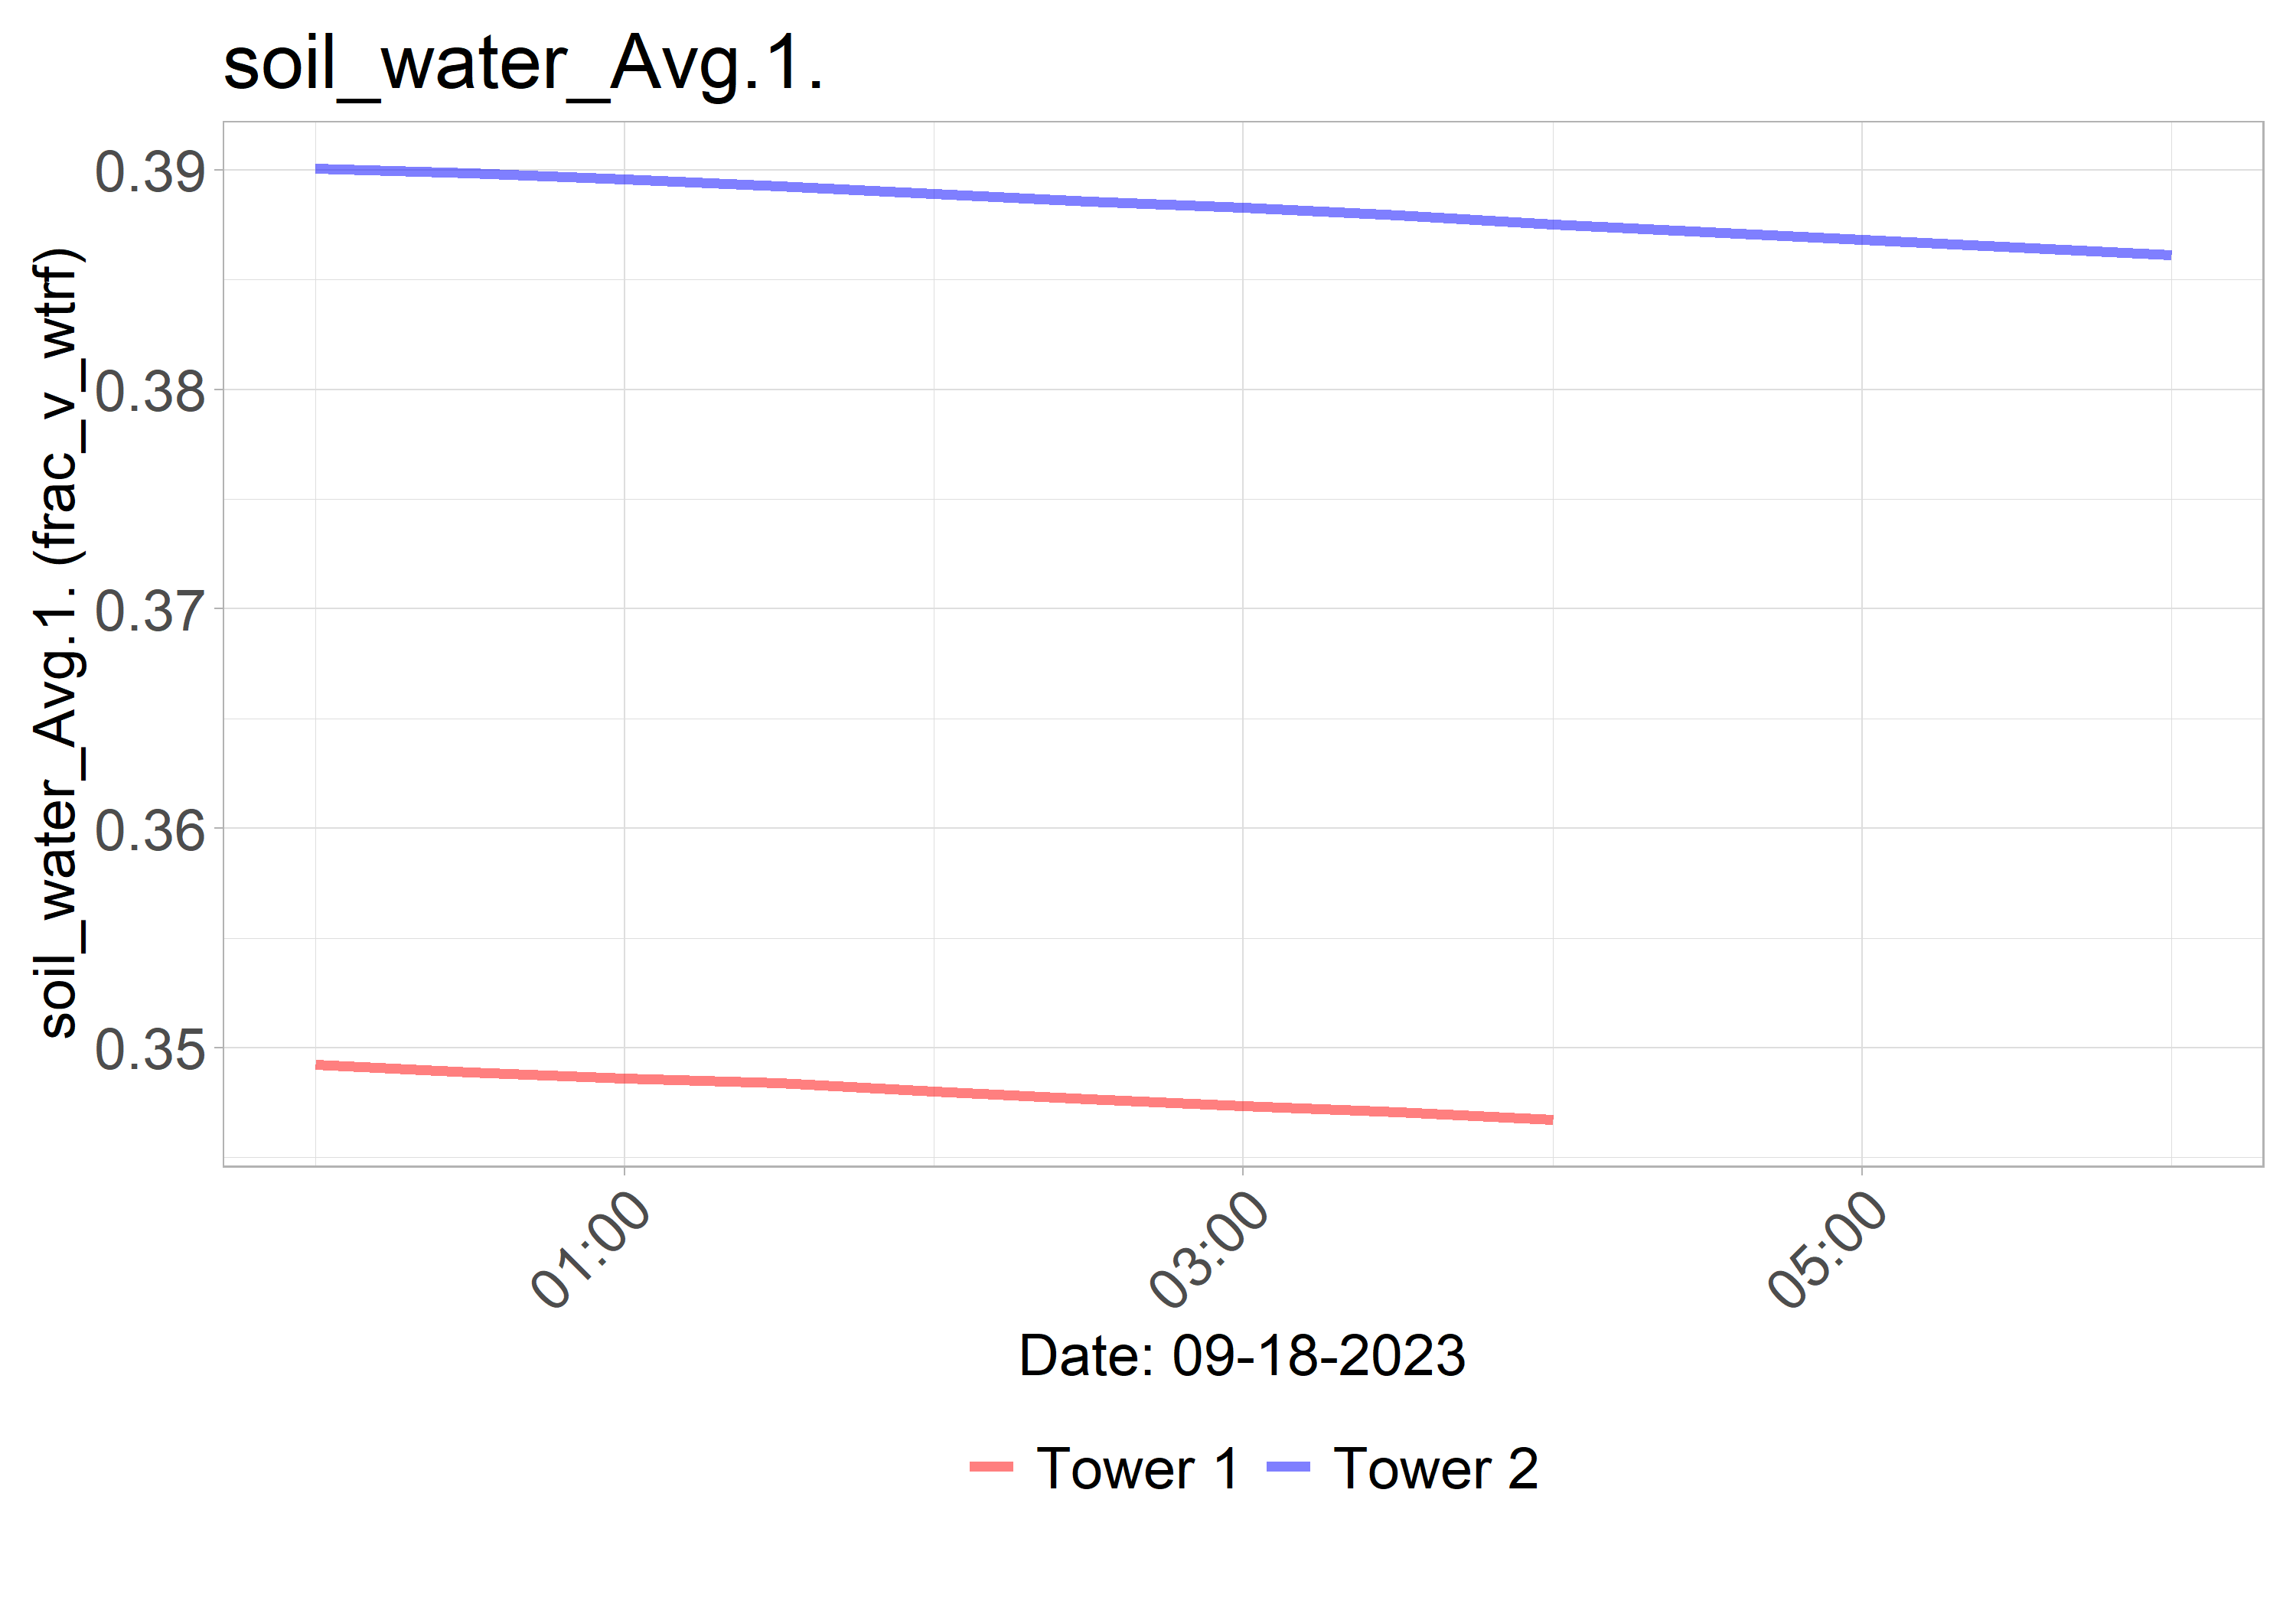 soil_water_Avg.1.
soil_water_Avg.1. (frac_v_wtrf)
0.39
0.38
0.37
0.36
0.35
01:00
03:00
05:00
Date: 09-18-2023
Tower 1
Tower 2